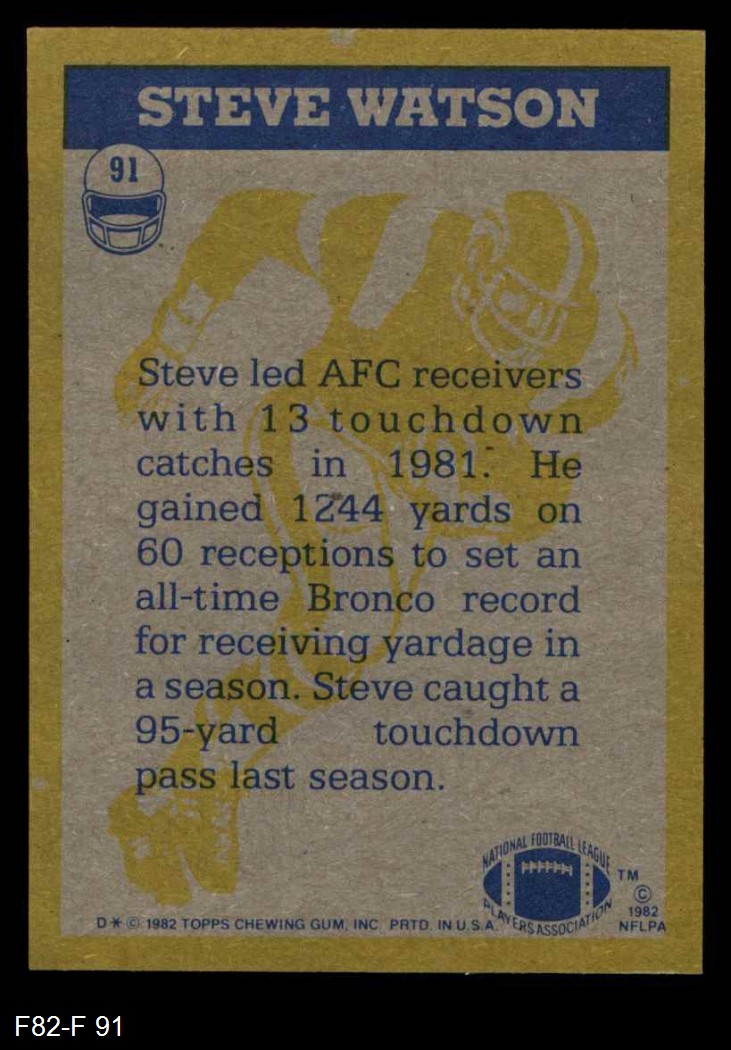 STEVE WATSON
91
Steve led AFC receivers
with 13 touchdown
catches in 1981. He
gained 1244 yards on
60 receptions to set an
all-time Bronco record
for receiving yardage in
a season. Steve caught a
95-yard touchdown
pass last season.
NATIONAL FOOTBALL LEAGUE
PLAYERS ASSOCIATION
TM
©
1982
NFLPA
D* © 1982 TOPPS CHEWING GUM, INC. PRTD. IN U.S.A.
F82-F 91